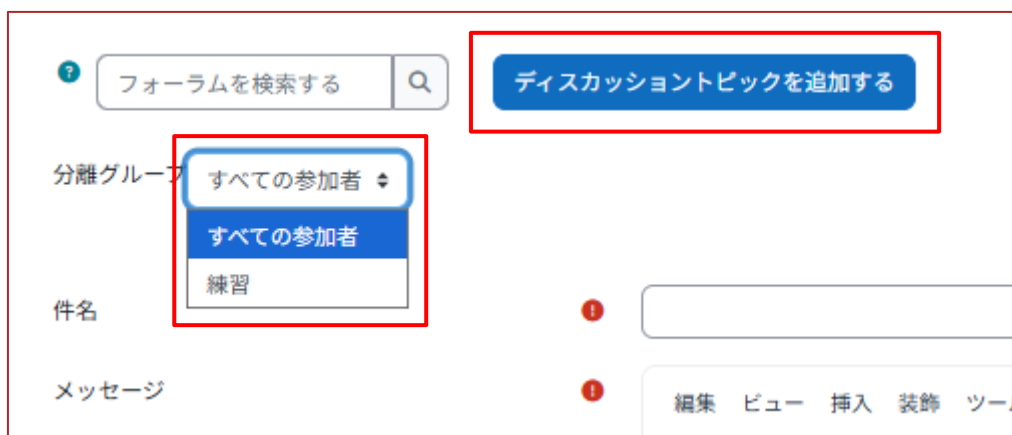 フォーラムを検索する
ディスカッショントピックを追加する
分離グループ
すべての参加者
すべての参加者
練習
件名
メッセージ
編集 ビュー 挿入 装飾